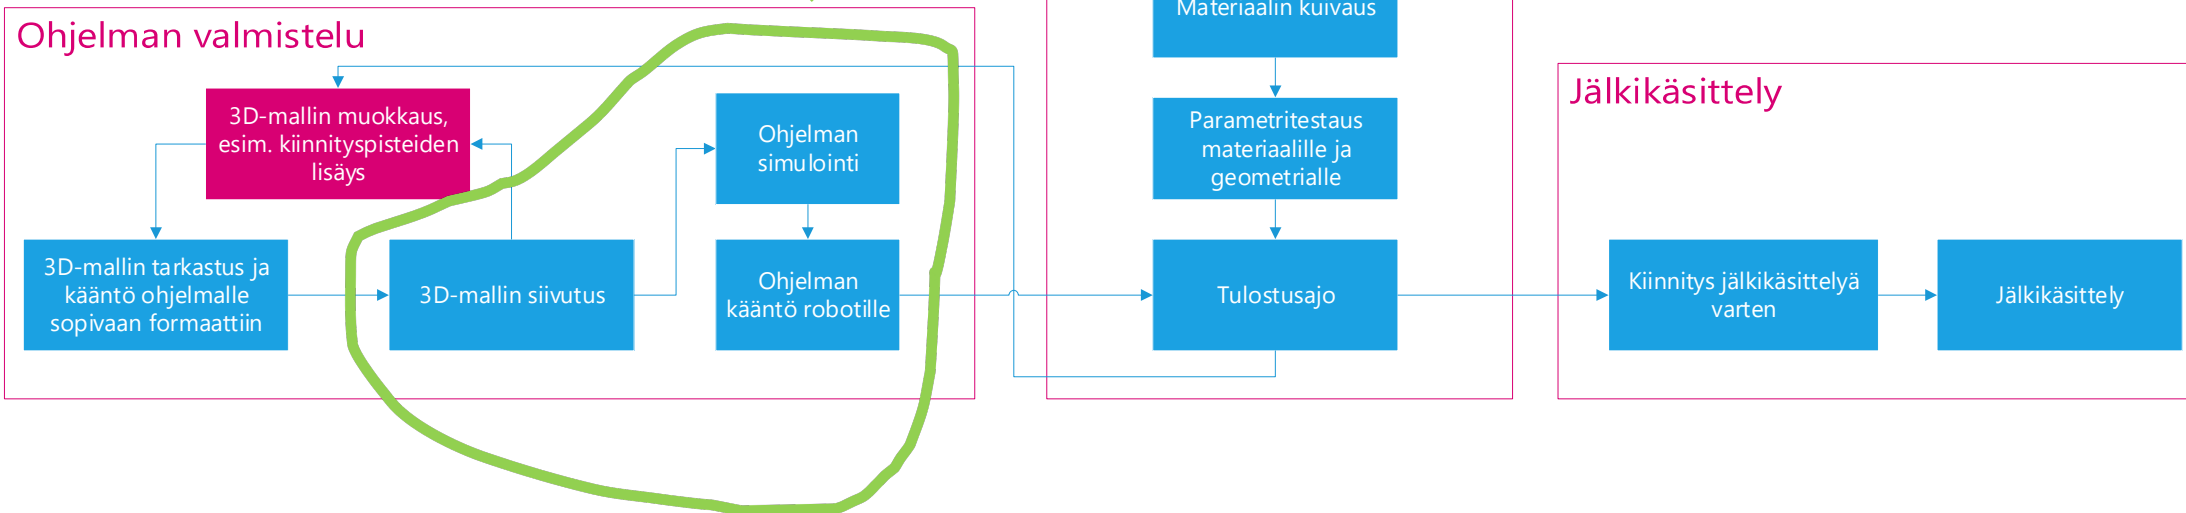 Ohjelman valmistelu
3D-mallin muokkaus,
esim. kiinnityspisteiden
lisäys
3D-mallin tarkastus ja
kääntö ohjelmalle
sopivaan formaattiin
3D-mallin siivutus
Ohjelman
simulointi
Ohjelman
kääntö robotille
Materiaalin kuivaus
Parametritestaus
materiaalille ja
geometrialle
Tulostusajo
Jälkikäsittely
Kiinnitys jälkikäsittelyä
varten
Jälkikäsittely